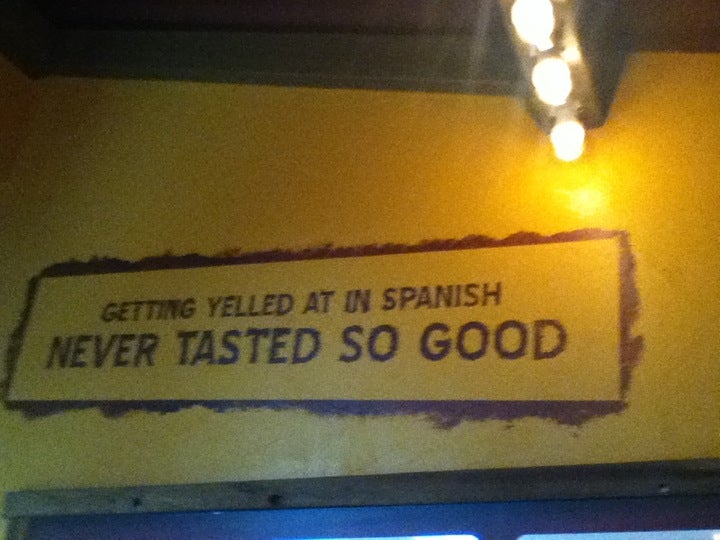 GETTING YELLED AT IN SPANISH
NEVER TASTED SO GOOD